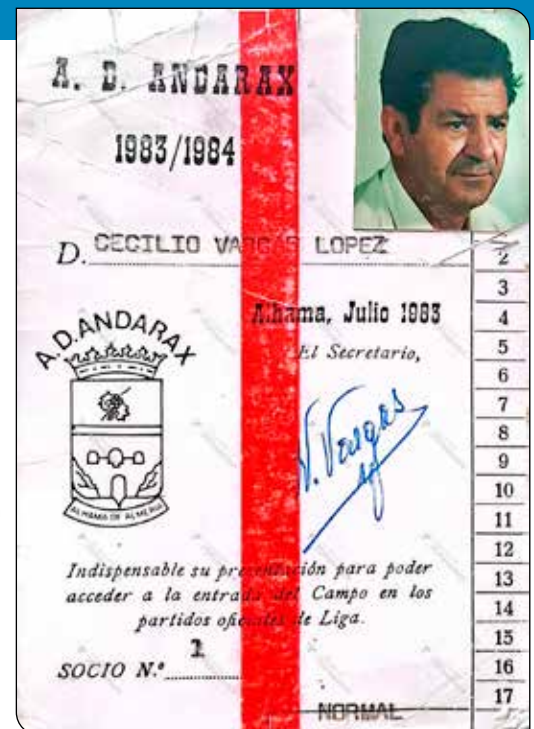 A. D. ANDARAX
1983/1984
D. CECILIO VARGAS LOPEZ
Alhama, Julio 1983
El Secretario,
V. Vargas
A.D. ANDARAX
ALHAMA DE ALMERIA
Indispensable su presentación para poder
acceder a la entrada del Campo en los
partidos oficiales de Liga.
SOCIO N.º 1
NORMAL
2
3
4
5
6
7
8
9
10
11
12
13
14
15
16
17